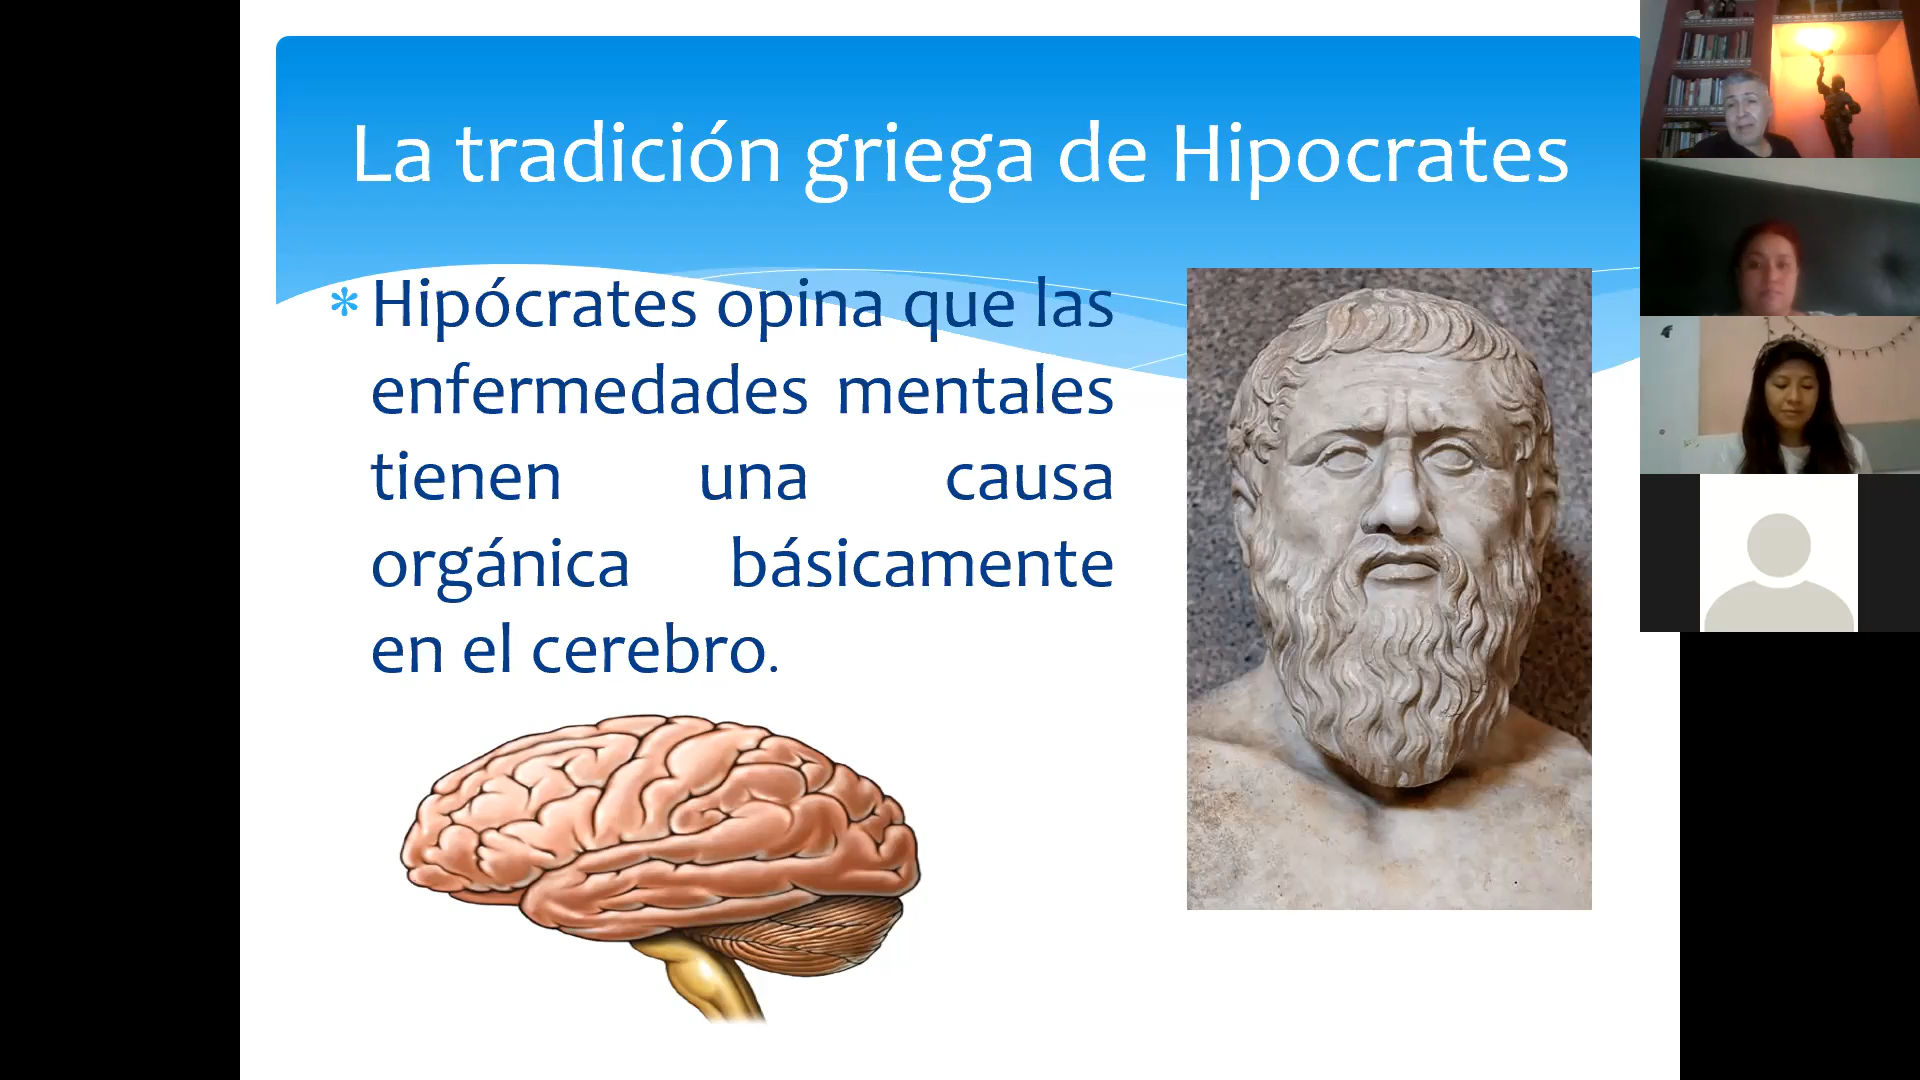 La tradición griega de Hipocrates
* Hipócrates opina que las
enfermedades mentales
tienen una causa
orgánica básicamente
en el cerebro.